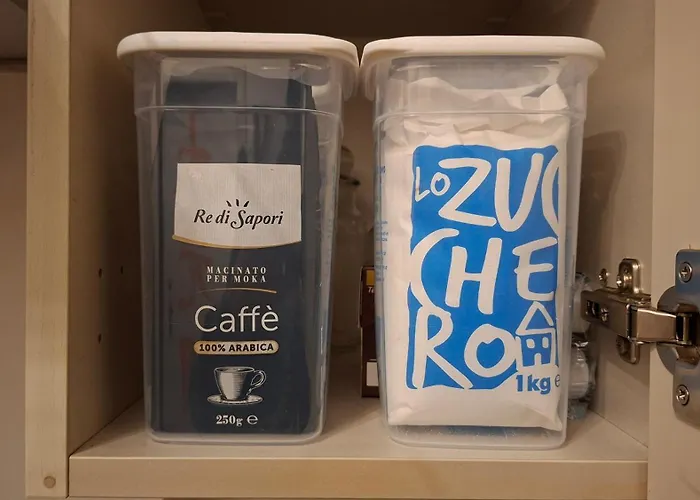 Re di Sapori
MACINATO
PER MOKA
Caffè
100% ARABICA
250g e
LO ZUC
CHE
RO
1kg e